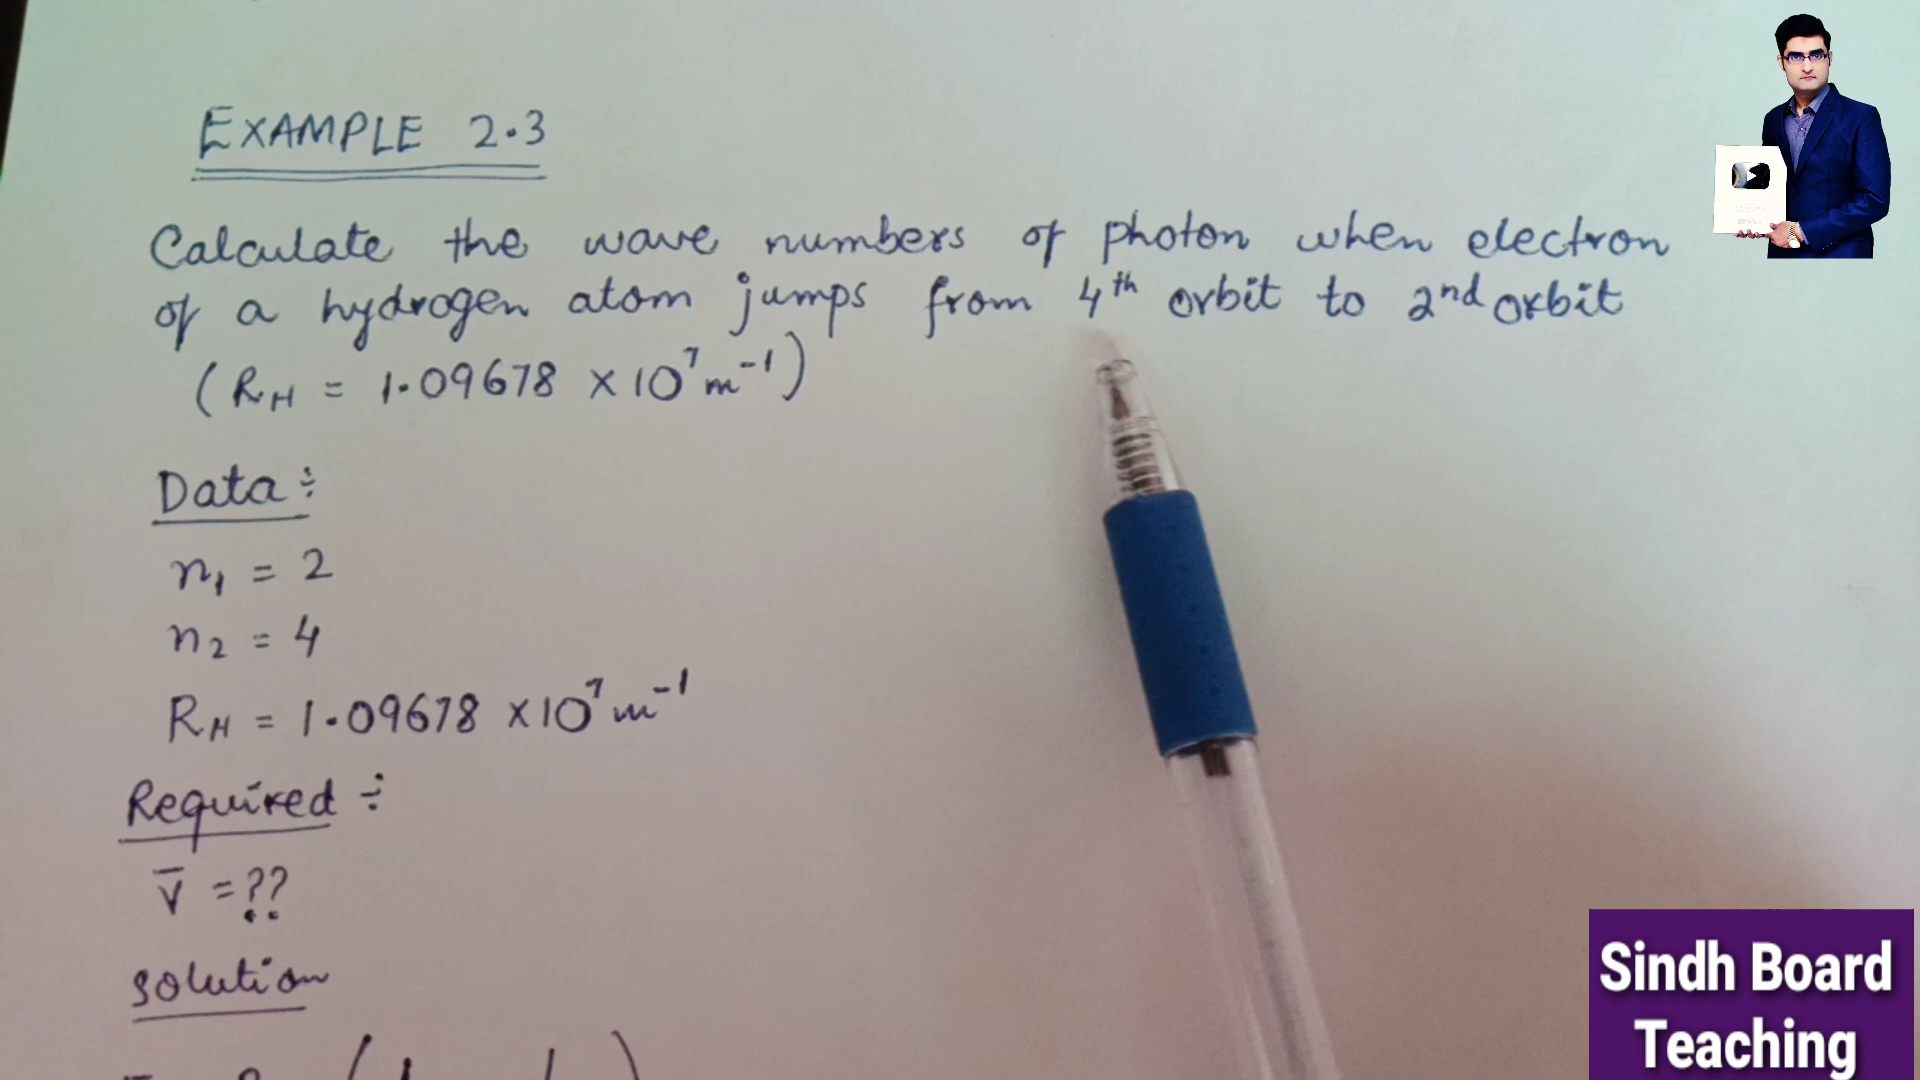 EXAMPLE 2.3
Calculate the wave numbers of photon when electron
of a hydrogen atom jumps from 4th orbit to 2nd orbit
(RH = 1.09678 ×10⁷ m⁻¹)
Data ÷
n₁ = 2
n₂ = 4
RH = 1.09678 ×10⁷ m⁻¹
Required ÷
v̅ = ??
solution
Sindh Board
Teaching